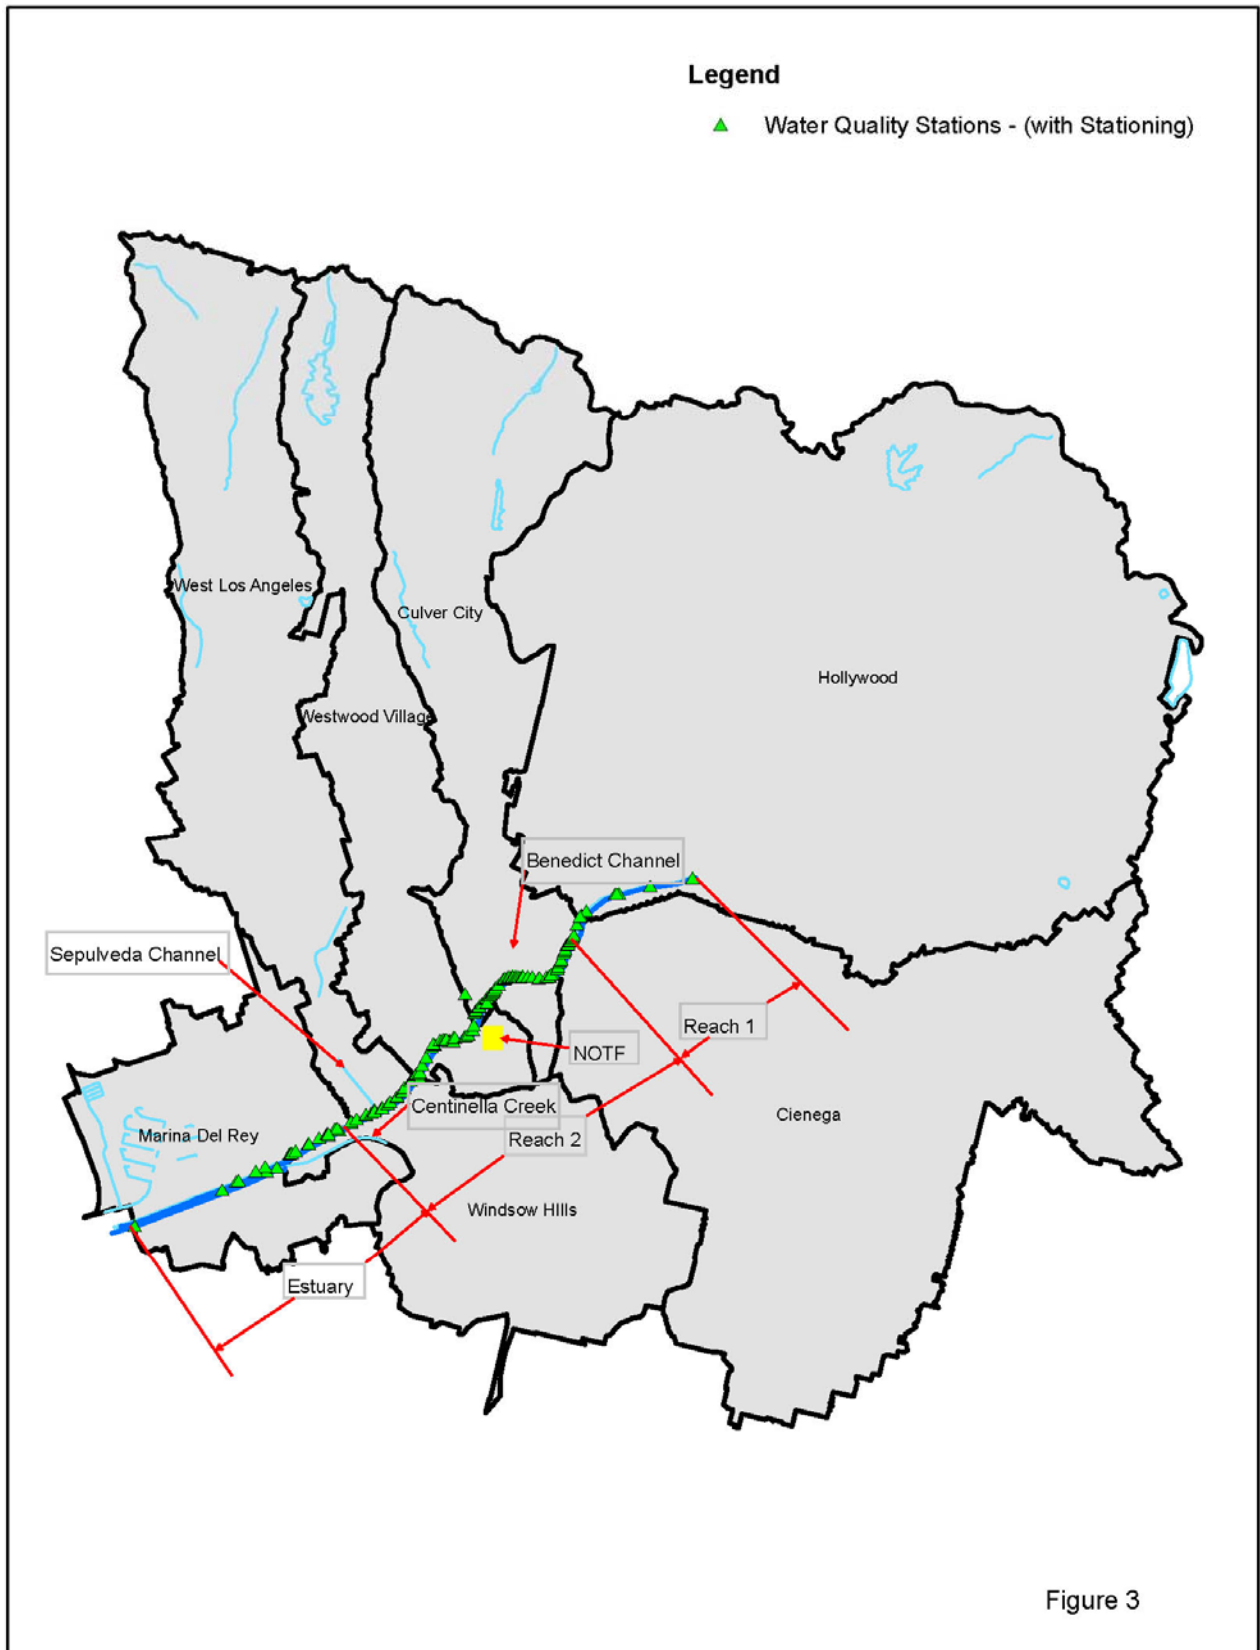 Legend
Water Quality Stations - (with Stationing)
West Los Angeles
Culver City
Hollywood
Westwood Village
Benedict Channel
Sepulveda Channel
Reach 1
NOTF
Centinella Creek
Cienega
Marina Del Rey
Reach 2
Windsow HIlls
Estuary
Figure 3